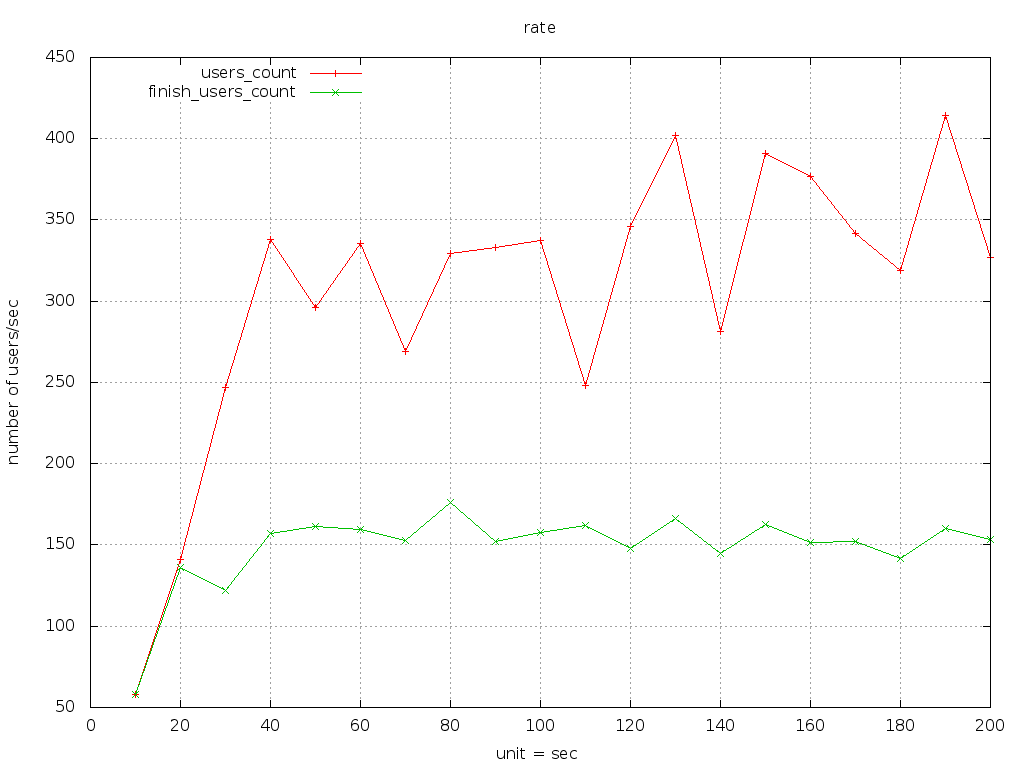 rate
450
users_count
finish_users_count
400
350
300
250
200
150
100
50
number of users/sec
0 20 40 60 80 100 120 140 160 180 200
unit = sec